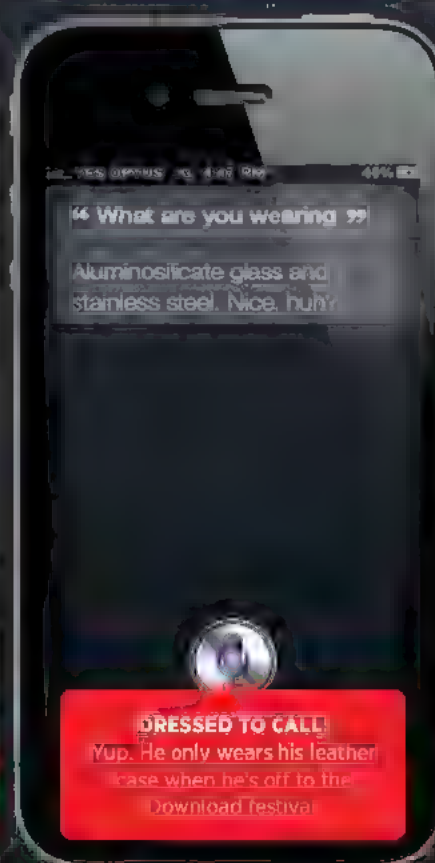 49%
“ What are you wearing ”
Aluminosilicate glass and
stainless steel. Nice, huh?
DRESSED TO CALL
Yup. He only wears his leather
case when he's off to the
Download festival